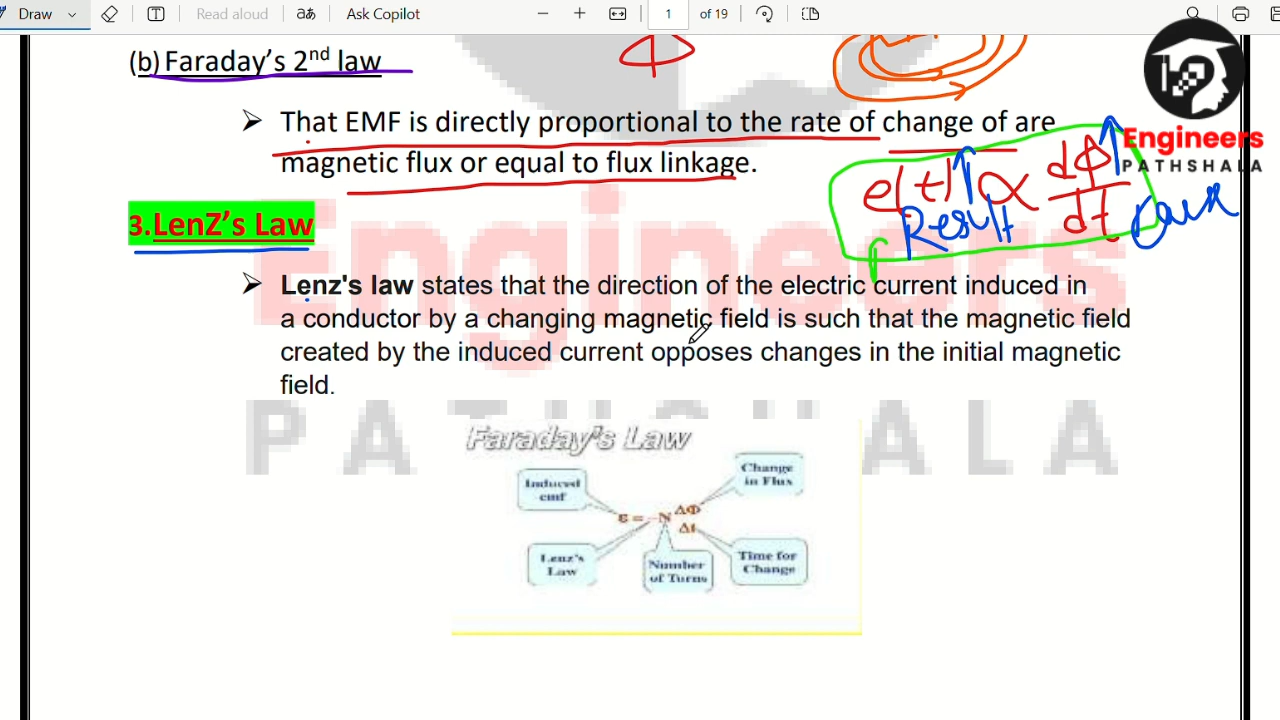 Draw
Read aloud
aあ
Ask Copilot
1
of 19
(b) Faraday's 2nd law
Φ
➢ That EMF is directly proportional to the rate of change of are
magnetic flux or equal to flux linkage.
e(t) ∝ dΦ/dt
Result
Engineers
PATHSHALA
3.LenZ's Law
➢ Lenz's law states that the direction of the electric current induced in
a conductor by a changing magnetic field is such that the magnetic field
created by the induced current opposes changes in the initial magnetic
field.
Engineers
PATHSHALA
Faraday's Law
Induced
emf
Change
in Flux
ε = -N ΔΦ
Δt
Lenz's
Law
Number
of Turns
Time for
Change